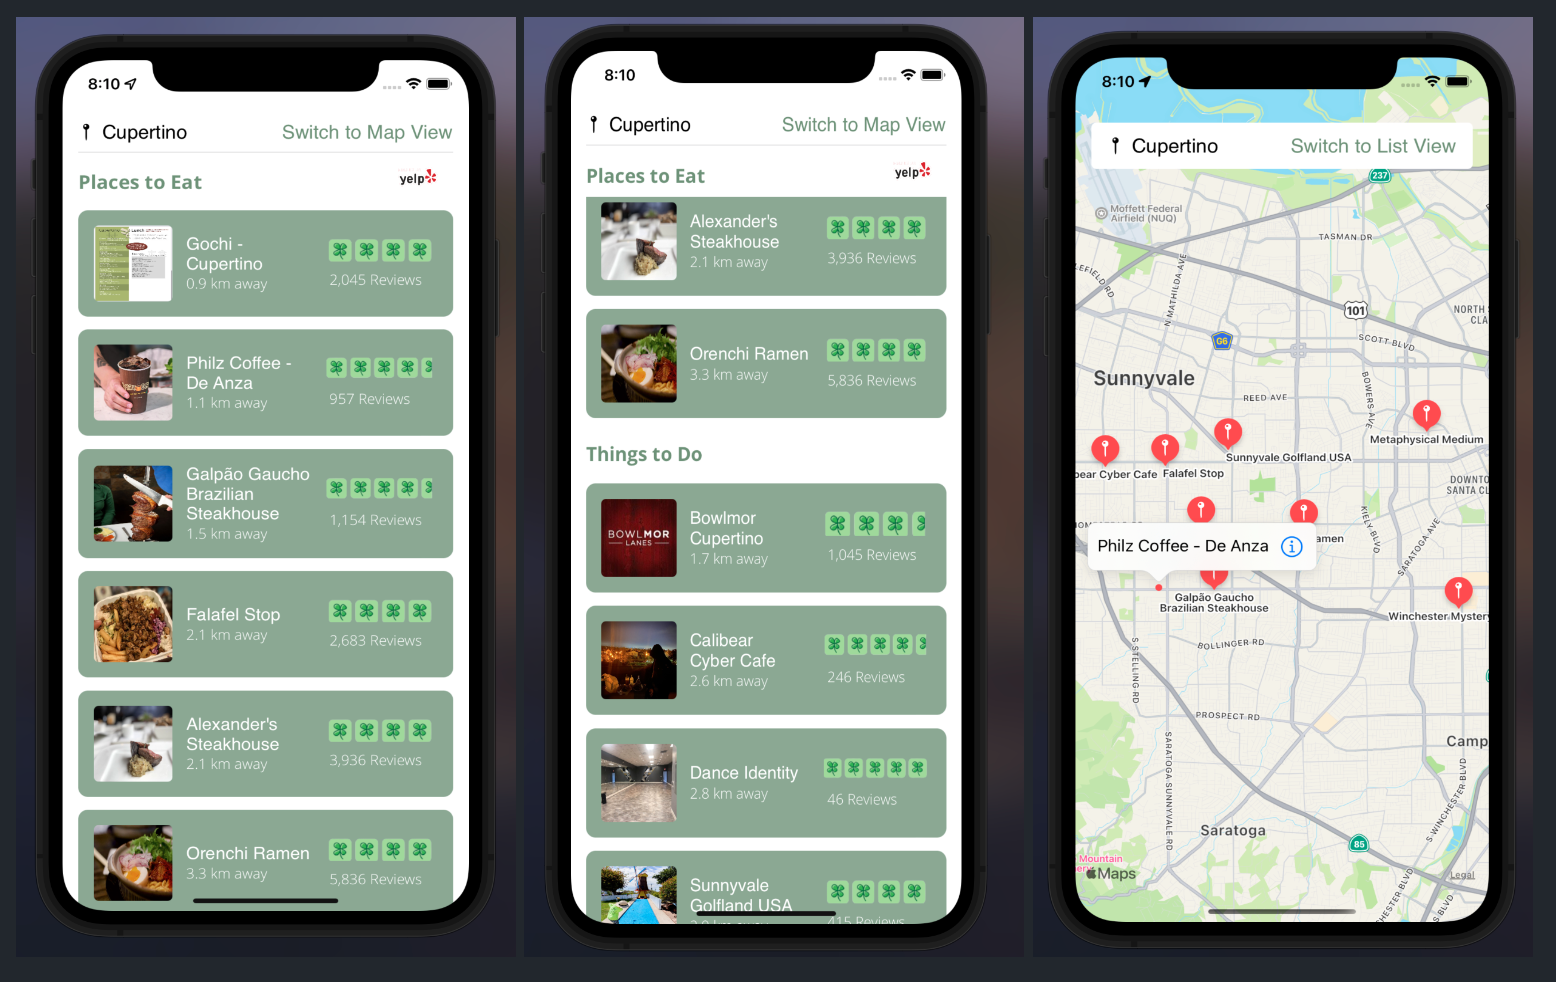 8:10
Cupertino
Switch to Map View
Places to Eat
yelp
Gochi -
Cupertino
0.9 km away
2,045 Reviews
Philz Coffee -
De Anza
1.1 km away
957 Reviews
Galpão Gaucho
Brazilian
Steakhouse
1.5 km away
1,154 Reviews
Falafel Stop
2.1 km away
2,683 Reviews
Alexander's
Steakhouse
2.1 km away
3,936 Reviews
Orenchi Ramen
3.3 km away
5,836 Reviews
8:10
Cupertino
Switch to Map View
Places to Eat
yelp
Alexander's
Steakhouse
2.1 km away
3,936 Reviews
Orenchi Ramen
3.3 km away
5,836 Reviews
Things to Do
BOWLMOR
LANES
Bowlmor
Cupertino
1.7 km away
1,045 Reviews
Calibear
Cyber Cafe
2.6 km away
246 Reviews
Dance Identity
2.8 km away
46 Reviews
Sunnyvale
Golfland USA
415 Reviews
8:10
Cupertino
Switch to List View
237
Moffett Federal
Airfield (NUQ)
TASMAN DR
LEFIELD RD
N MATHILDA AVE
101
NORTH S
CLA
G6
SCOTT BLVD
Sunnyvale
REED AVE
BOWERS AVE
Metaphysical Medium
Sunnyvale Golfland USA
bear Cyber Cafe
Falafel Stop
DOWNTO
SANTA CL
KIELY BLVD
SARATOGA AVE
amen
Philz Coffee - De Anza
Galpão Gaucho
Brazilian Steakhouse
Winchester Mystery
BOLLINGER RD
S STELLING RD
PROSPECT RD
SARATOGA SUNNYVALE RD
Camp
S WINCHESTER BLVD
Saratoga
85
Mountain
Maps
Legal
CHESTER BLVD
S BLVD